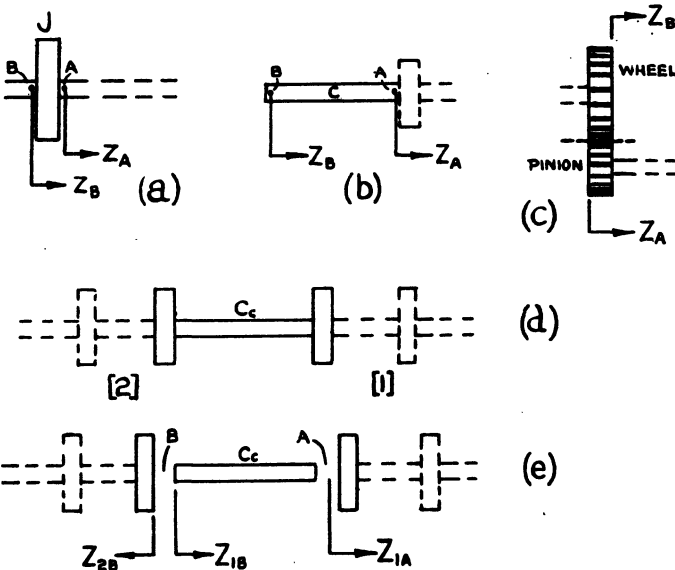 J
B A
Z_A
Z_B
(a)
B A
C
Z_B Z_A
(b)
Z_B
WHEEL
PINION
(c)
Z_A
C_c
(d)
[2] [1]
B A
C_c
(e)
Z_2B Z_1B Z_1A